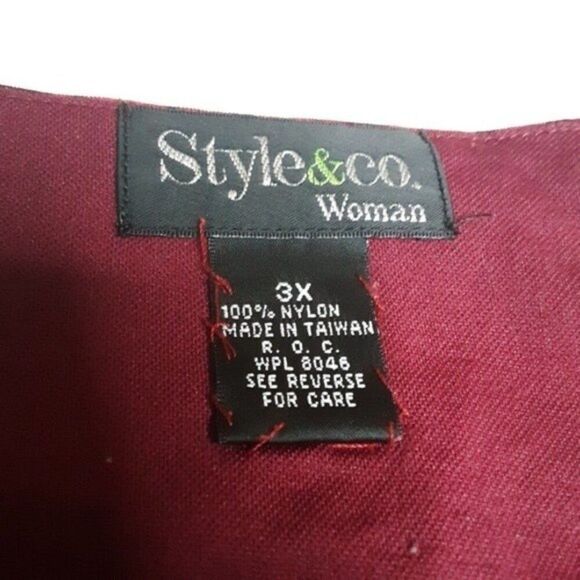 Style&co.
Woman
3X
100% NYLON
MADE IN TAIWAN
R. O. C.
WPL 8046
SEE REVERSE
FOR CARE